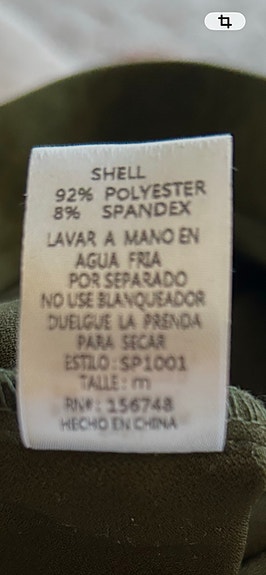 SHELL
92% POLYESTER
8% SPANDEX
LAVAR A MANO EN
AGUA FRIA
POR SEPARADO
NO USE BLANQUEADOR
DUELGUE LA PRENDA
PARA SECAR
ESTILO: SP1001
TALLE: m
RN#: 156748
HECHO EN CHINA